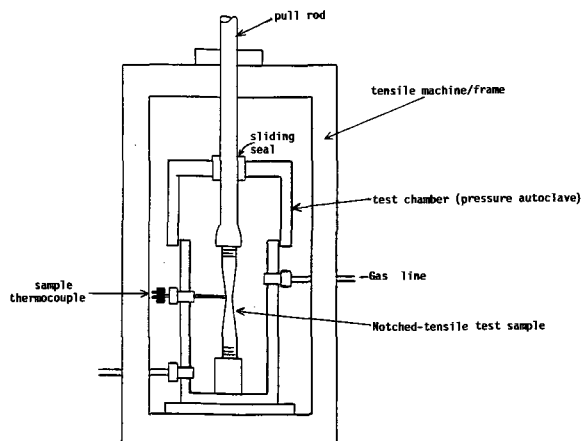 pull rod
tensile machine/frame
sliding
seal
test chamber (pressure autoclave)
Gas line
sample
thermocouple
Notched-tensile test sample